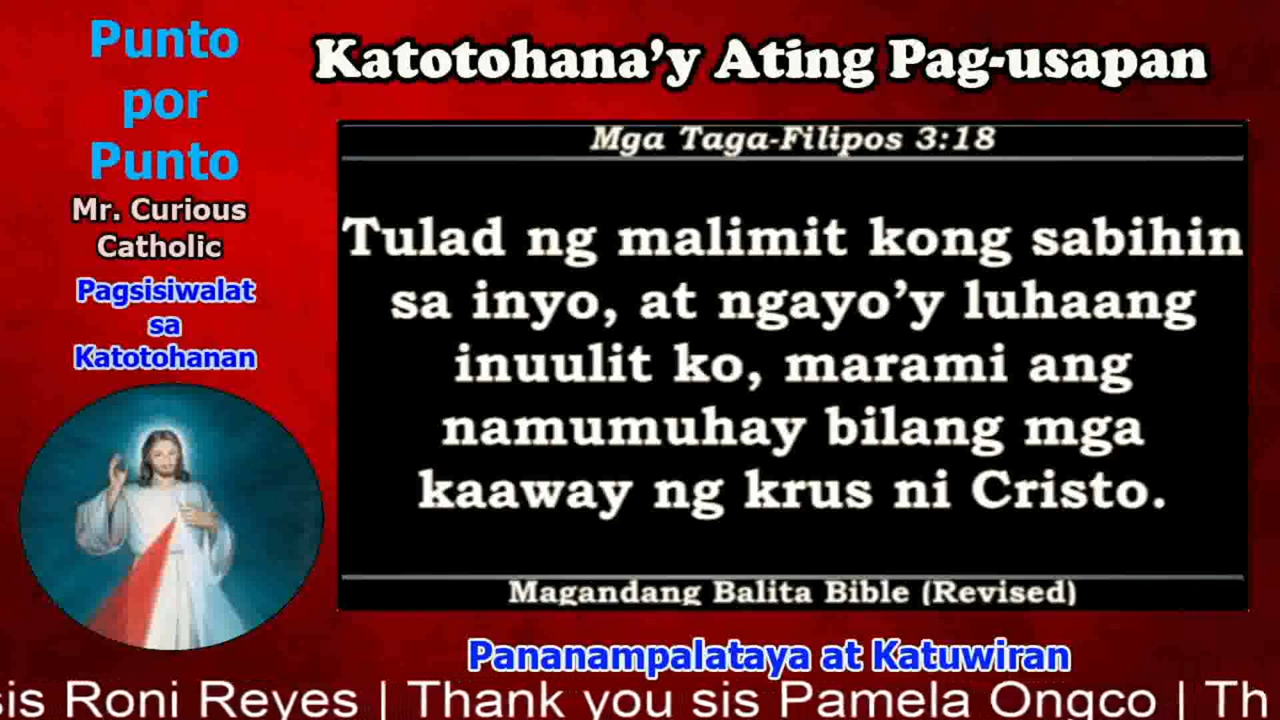 Punto
por
Punto
Mr. Curious
Catholic
Pagsisiwalat
sa
Katotohanan
Katotohana’y Ating Pag-usapan
Mga Taga-Filipos 3:18
Tulad ng malimit kong sabihin
sa inyo, at ngayo’y luhaang
inuulit ko, marami ang
namumuhay bilang mga
kaaway ng krus ni Cristo.
Magandang Balita Bible (Revised)
Pananampalataya at Katuwiran
sis Roni Reyes | Thank you sis Pamela Ongco | Th